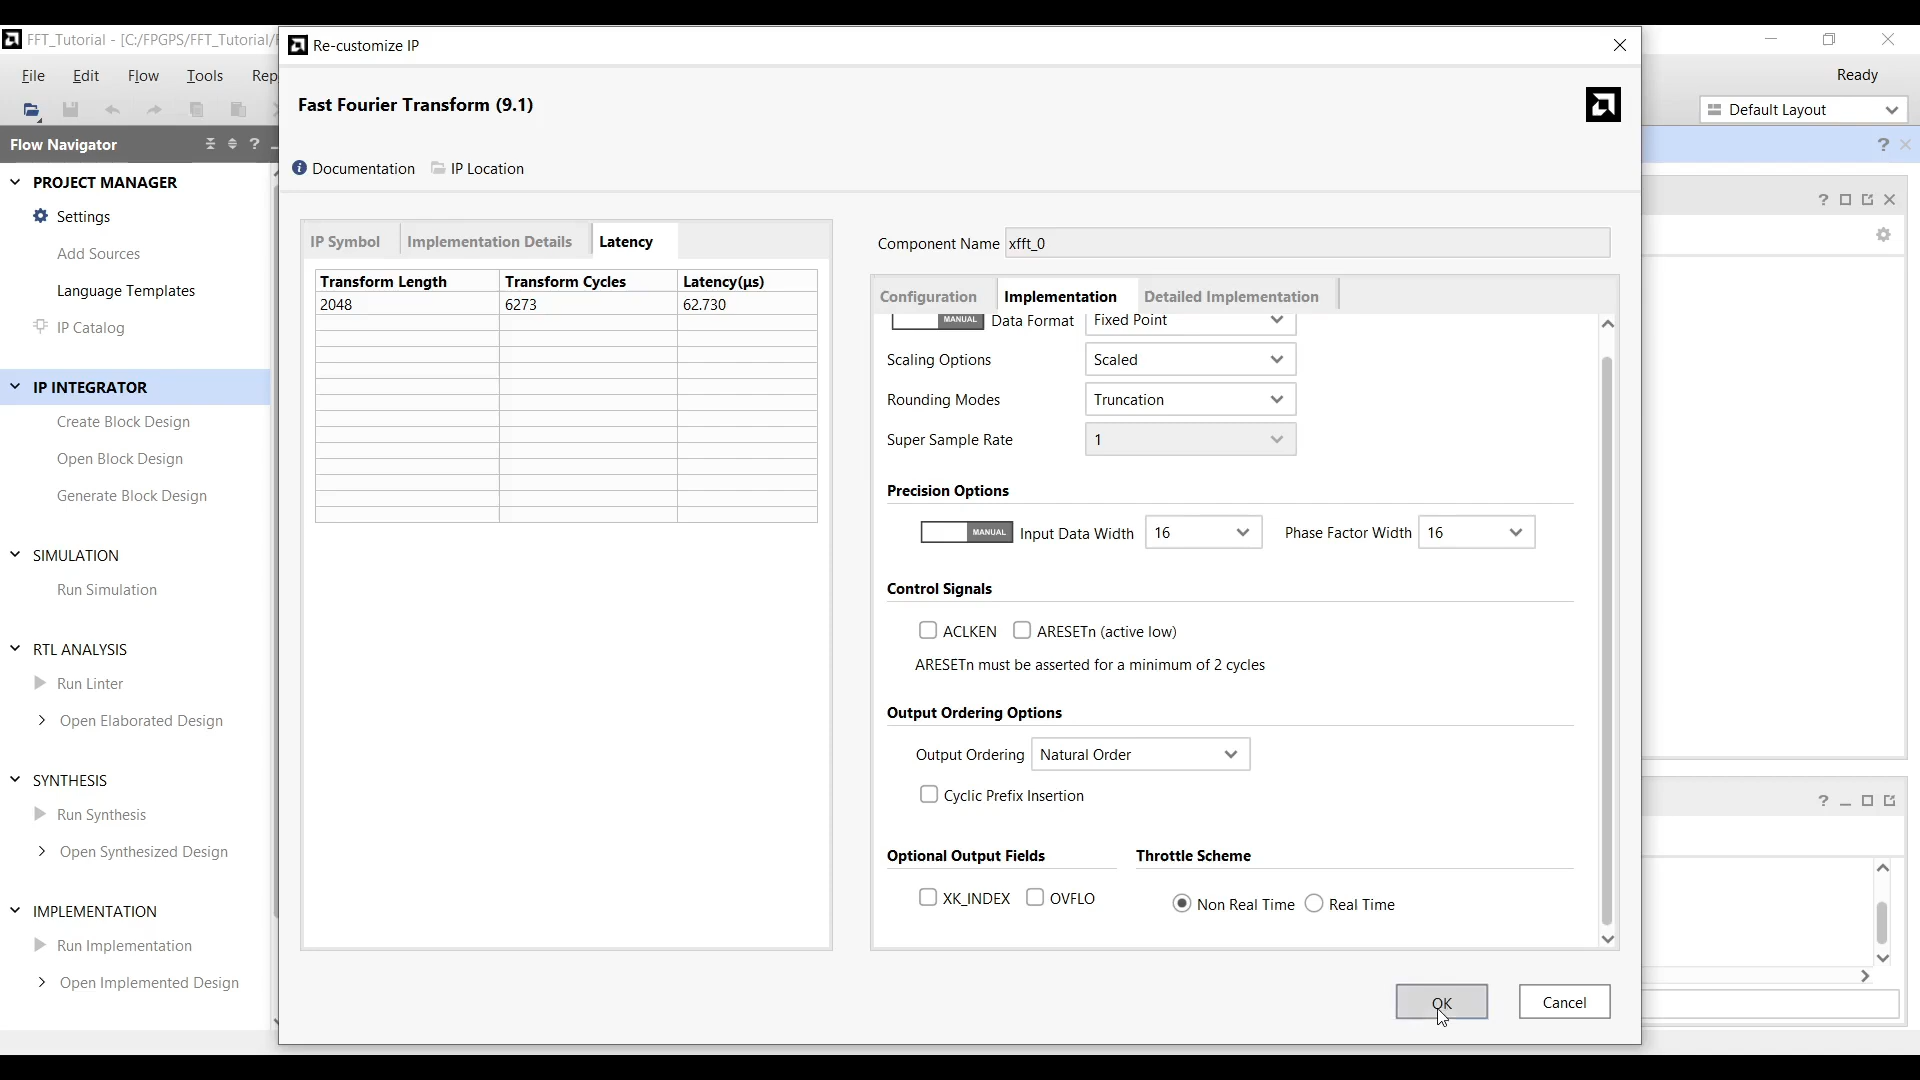 FFT_Tutorial - [C:/FPGPS/FFT_Tutorial/
Re-customize IP
File Edit Flow Tools Rep
Ready
Fast Fourier Transform (9.1)
Default Layout
Flow Navigator
?
?
Documentation IP Location
PROJECT MANAGER
Settings
Add Sources
Language Templates
IP Catalog
IP INTEGRATOR
Create Block Design
Open Block Design
Generate Block Design
SIMULATION
Run Simulation
RTL ANALYSIS
Run Linter
Open Elaborated Design
SYNTHESIS
Run Synthesis
Open Synthesized Design
IMPLEMENTATION
Run Implementation
Open Implemented Design
IP Symbol Implementation Details Latency
Transform Length Transform Cycles Latency(µs)
2048 6273 62.730
Component Name xfft_0
Configuration Implementation Detailed Implementation
MANUAL Data Format Fixed Point
Scaling Options Scaled
Rounding Modes Truncation
Super Sample Rate 1
Precision Options
MANUAL Input Data Width 16 Phase Factor Width 16
Control Signals
ACLKEN ARESETn (active low)
ARESETn must be asserted for a minimum of 2 cycles
Output Ordering Options
Output Ordering Natural Order
Cyclic Prefix Insertion
Optional Output Fields Throttle Scheme
XK_INDEX OVFLO Non Real Time Real Time
OK Cancel
?
?